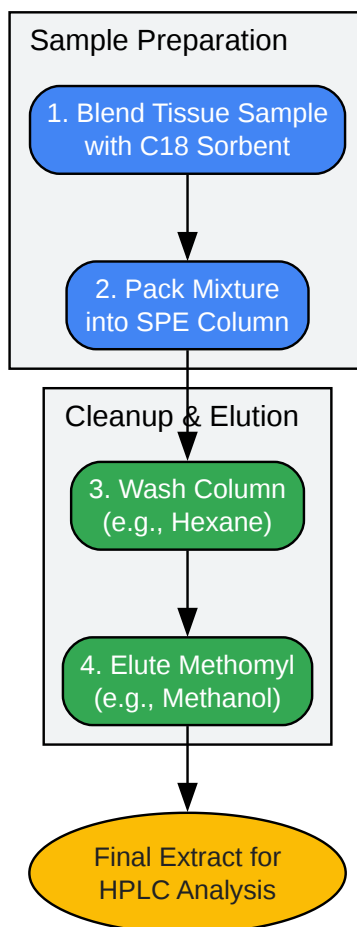 Sample Preparation
1. Blend Tissue Sample
with C18 Sorbent
2. Pack Mixture
into SPE Column
Cleanup & Elution
3. Wash Column
(e.g., Hexane)
4. Elute Methomyl
(e.g., Methanol)
Final Extract for
HPLC Analysis